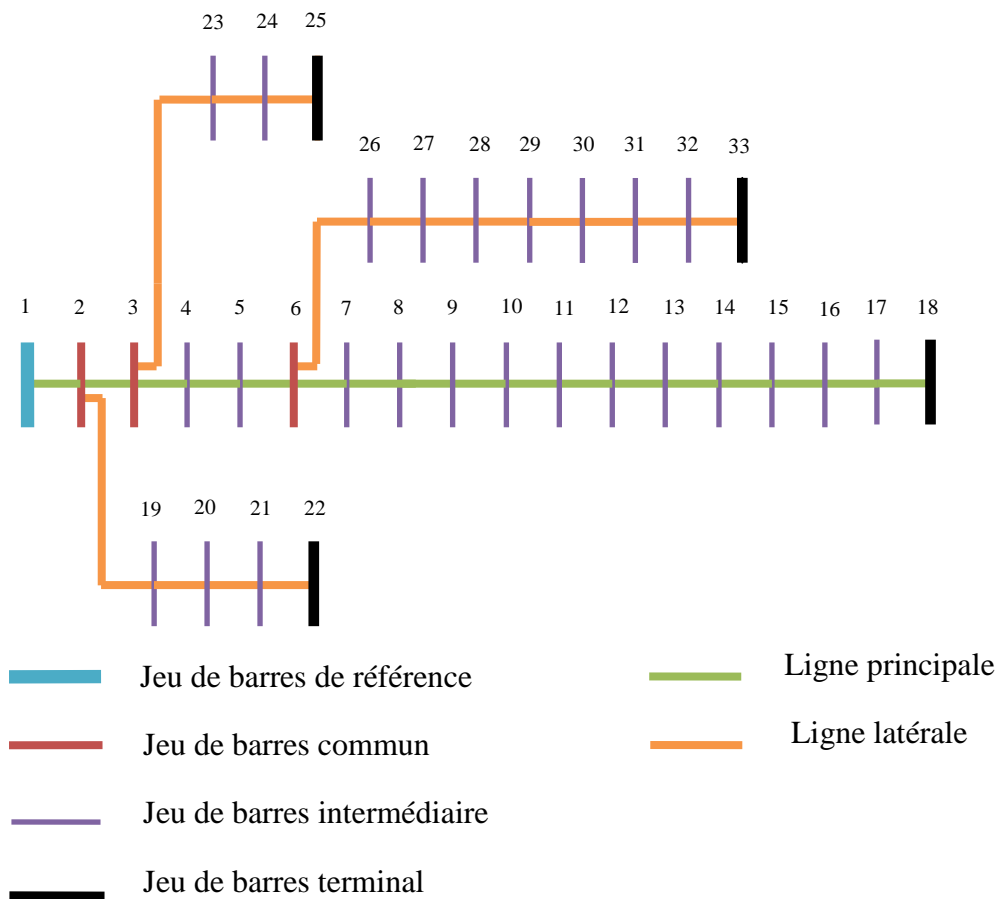 23 24 25
26 27 28 29 30 31 32 33
1 2 3 4 5 6 7 8 9 10 11 12 13 14 15 16 17 18
19 20 21 22
Jeu de barres de référence
Ligne principale
Jeu de barres commun
Ligne latérale
Jeu de barres intermédiaire
Jeu de barres terminal